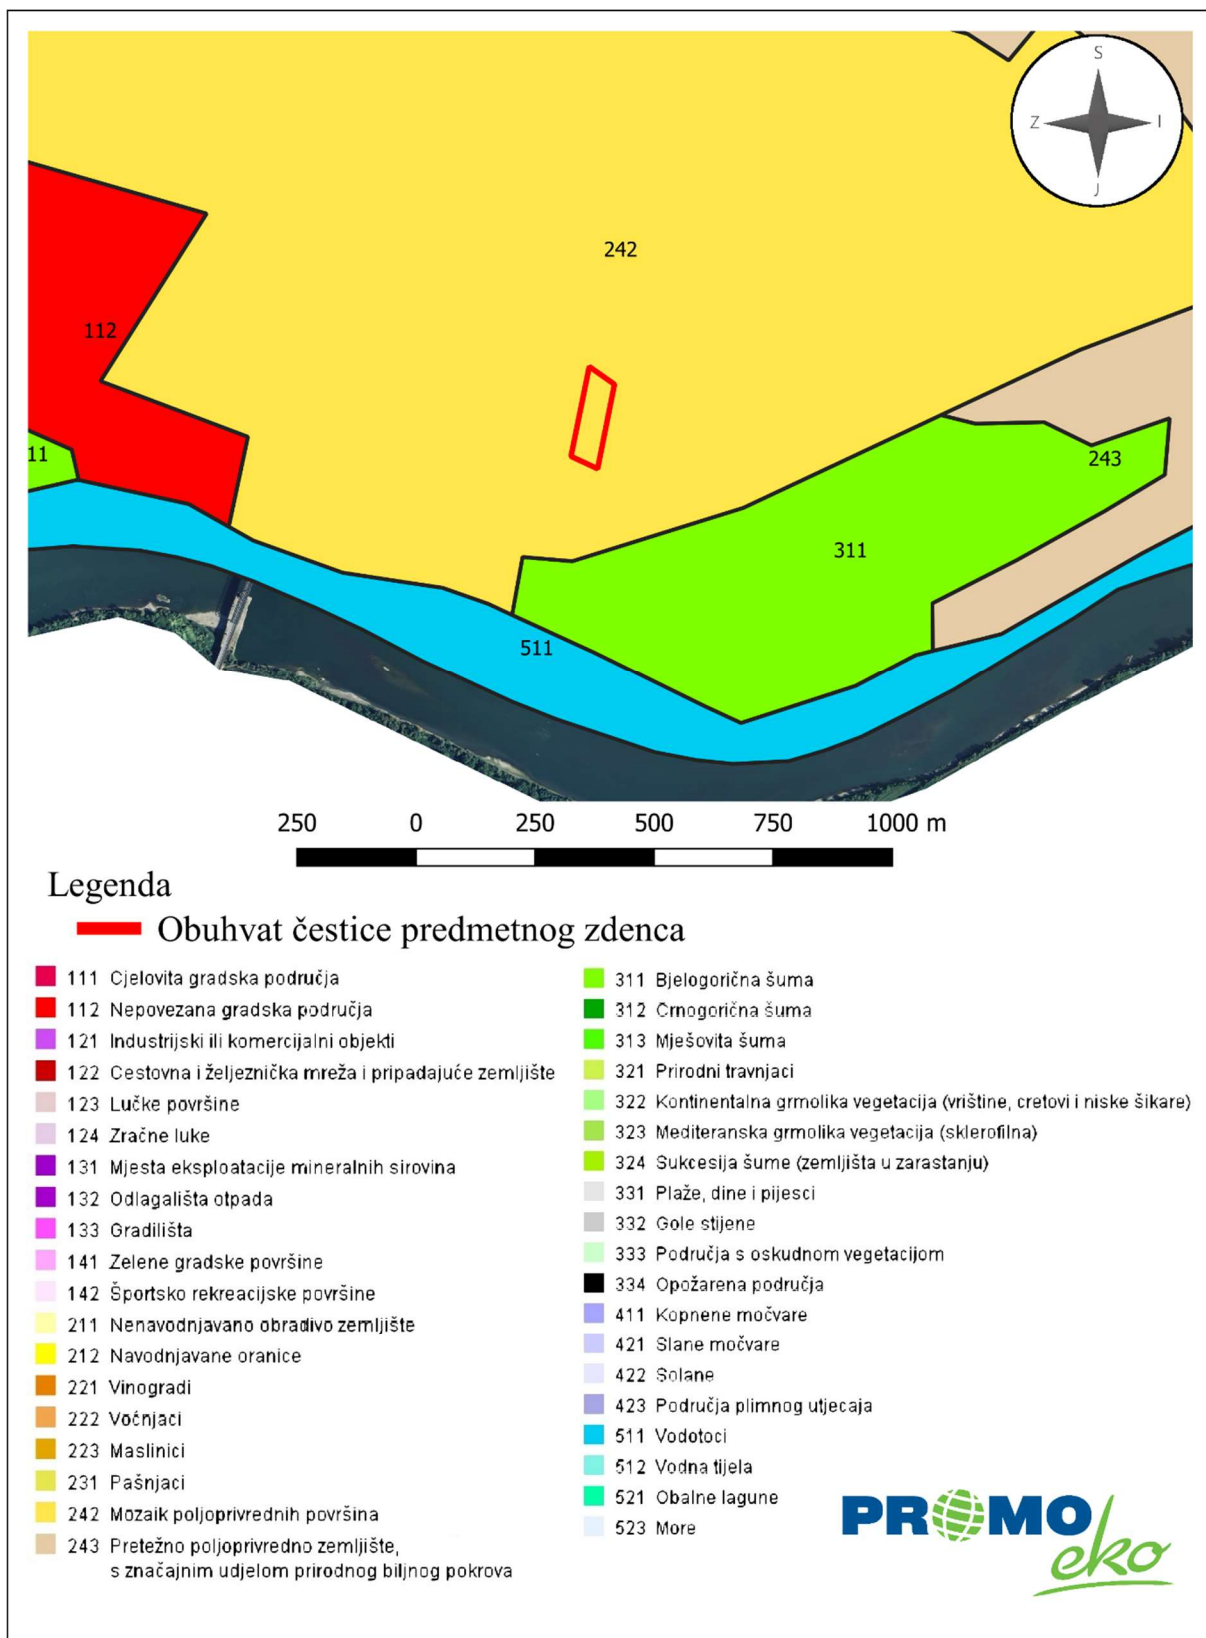 S
Z
I
J
242
112
11
243
311
511
250 0 250 500 750 1000 m
Legenda
Obuhvat čestice predmetnog zdenca
111 Cjelovita gradska područja
112 Nepovezana gradska područja
121 Industrijski ili komercijalni objekti
122 Cestovna i željeznička mreža i pripadajuće zemljište
123 Lučke površine
124 Zračne luke
131 Mjesta eksploatacije mineralnih sirovina
132 Odlagališta otpada
133 Gradilišta
141 Zelene gradske površine
142 Športsko rekreacijske površine
211 Nenavodnjavano obradivo zemljište
212 Navodnjavane oranice
221 Vinogradi
222 Voćnjaci
223 Maslinici
231 Pašnjaci
242 Mozaik poljoprivrednih površina
243 Pretežno poljoprivredno zemljište,
s značajnim udjelom prirodnog biljnog pokrova
311 Bjelogorična šuma
312 Crnogorična šuma
313 Mješovita šuma
321 Prirodni travnjaci
322 Kontinentalna grmolika vegetacija (vrištine, cretovi i niske šikare)
323 Mediteranska grmolika vegetacija (sklerofilna)
324 Sukcesija šume (zemljišta u zarastanju)
331 Plaže, dine i pijesci
332 Gole stijene
333 Područja s oskudnom vegetacijom
334 Opožarena područja
411 Kopnene močvare
421 Slane močvare
422 Solane
423 Područja plimnog utjecaja
511 Vodotoci
512 Vodna tijela
521 Obalne lagune
523 More
PROMO
eko